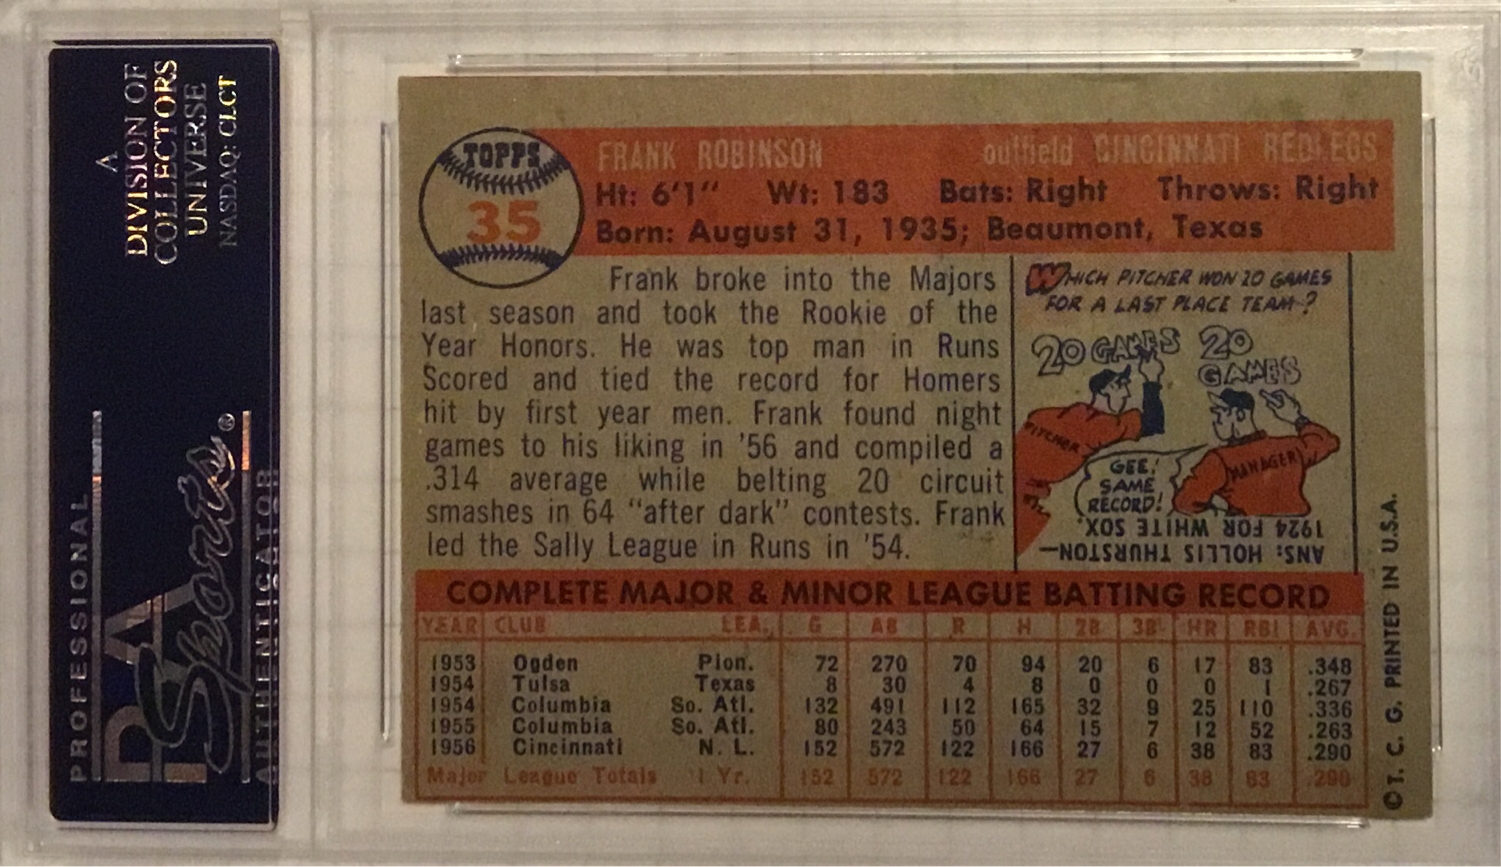 A
DIVISION OF
COLLECTORS
UNIVERSE
NASDAQ: CLCT
PROFESSIONAL
PSA
Sports®
AUTHENTICATOR
TOPPS
35
FRANK ROBINSON outfield CINCINNATI REDLEGS
Ht: 6'1" Wt: 183 Bats: Right Throws: Right
Born: August 31, 1935; Beaumont, Texas
Frank broke into the Majors
last season and took the Rookie of the
Year Honors. He was top man in Runs
Scored and tied the record for Homers
hit by first year men. Frank found night
games to his liking in '56 and compiled a
.314 average while belting 20 circuit
smashes in 64 "after dark" contests. Frank
led the Sally League in Runs in '54.
WHICH PITCHER WON 20 GAMES
FOR A LAST PLACE TEAM?
20 GAMES
20
GAMES
PITCHER
MANAGER
GEE!
SAME
RECORD!
ANS: HOLLIS THURSTON—
1924 FOR WHITE SOX.
COMPLETE MAJOR & MINOR LEAGUE BATTING RECORD
YEAR CLUB LEA. G AB R H 2B 3B HR RBI AVG.
1953 Ogden Pion. 72 270 70 94 20 6 17 83 .348
1954 Tulsa Texas 8 30 4 8 0 0 0 1 .267
1954 Columbia So. Atl. 132 491 112 165 32 9 25 110 .336
1955 Columbia So. Atl. 80 243 50 64 15 7 12 52 .263
1956 Cincinnati N. L. 152 572 122 166 27 6 38 83 .290
Major League Totals 1 Yr. 152 572 122 166 27 6 38 83 .290
© T. C. G. PRINTED IN U.S.A.